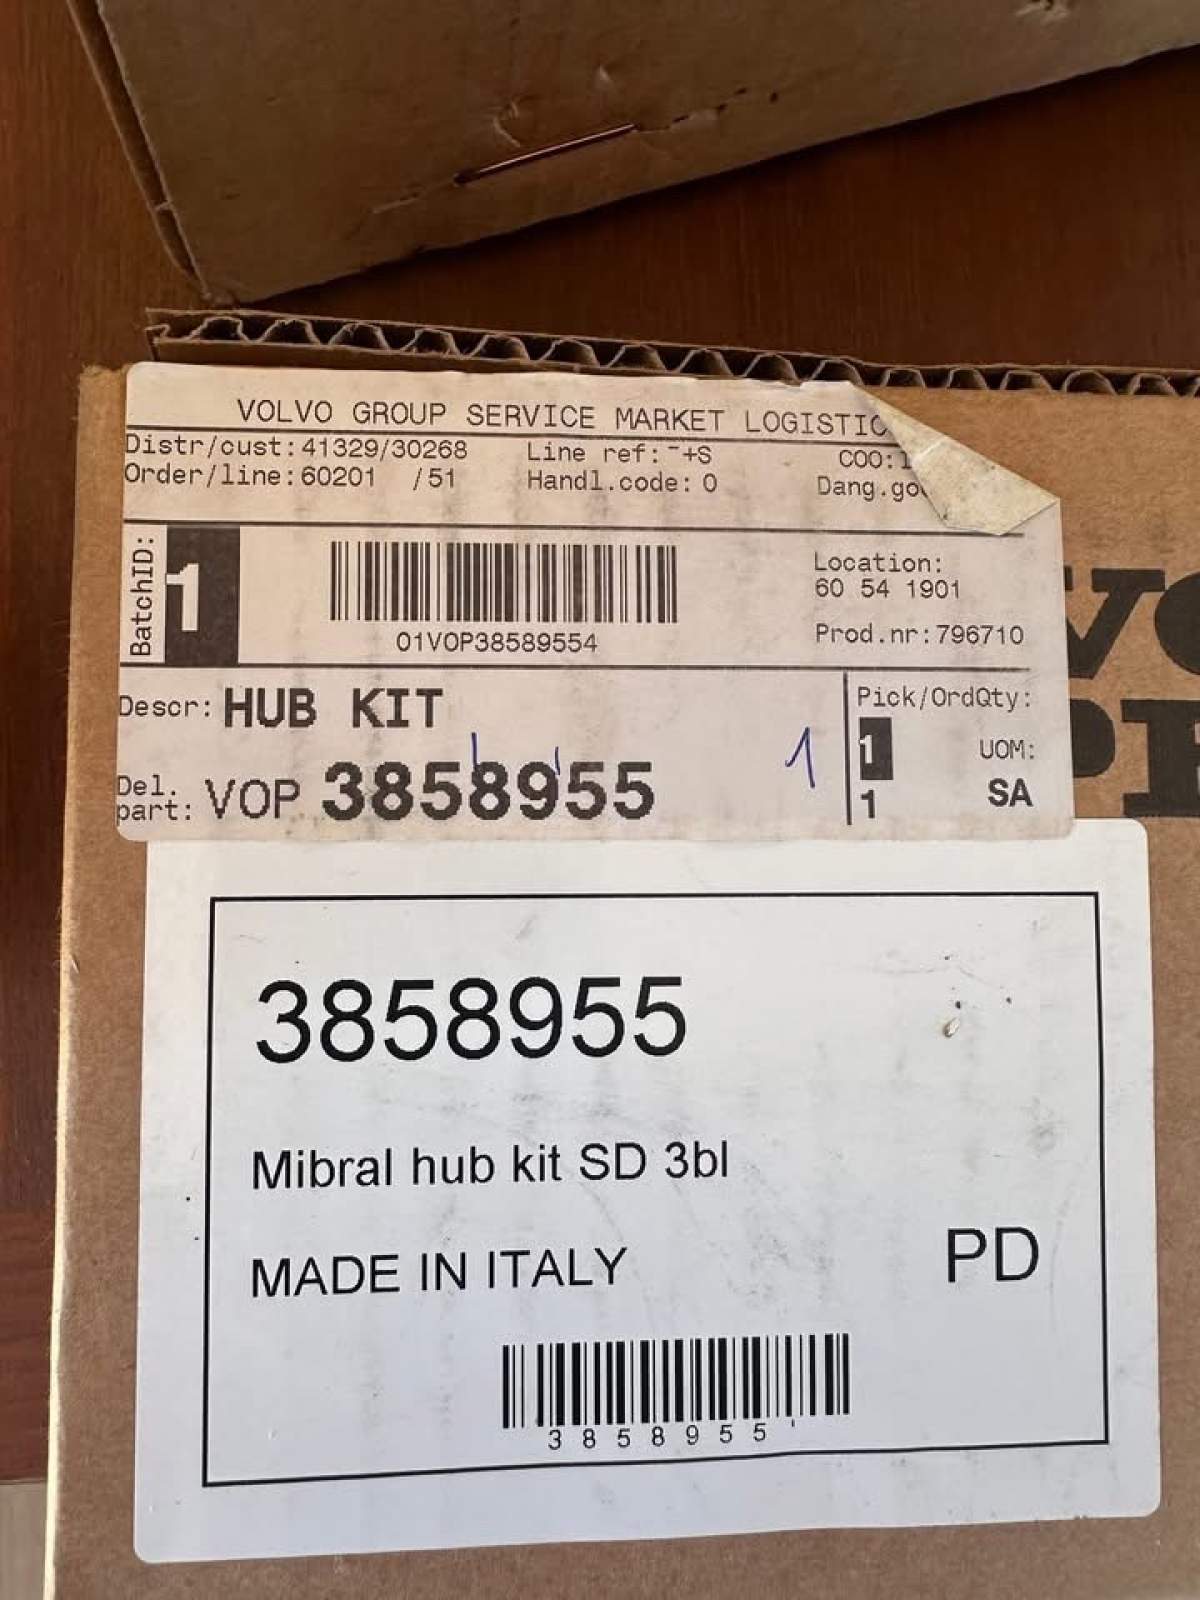 VOLVO GROUP SERVICE MARKET LOGISTIC
Distr/cust: 41329/30268 Line ref: -+S COO:
Order/line: 60201 /51 Handl.code: 0 Dang.go
BatchID: 1
01VOP38589554
Location:
60 54 1901
Prod.nr: 796710
Descr: HUB KIT
Pick/OrdQty:
1 UOM:
1 SA
Del. part: VOP 3858955 1
3858955
Mibral hub kit SD 3bl
MADE IN ITALY PD
3858955